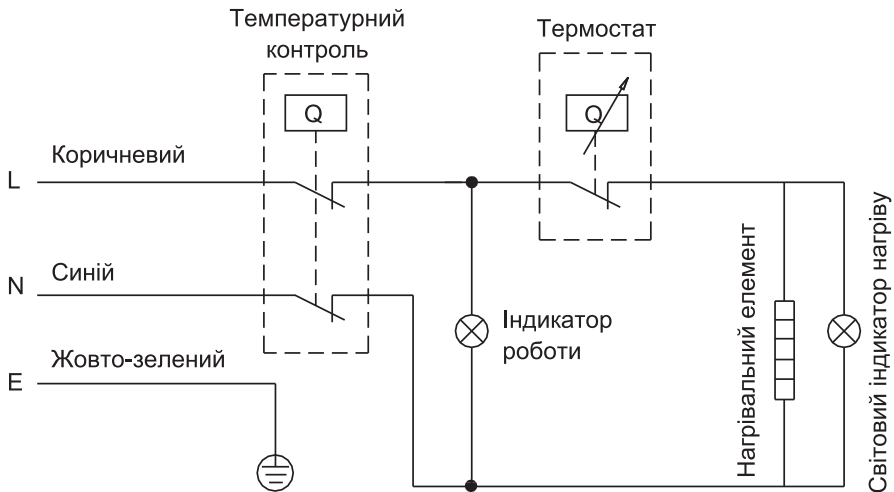 Температурний
контроль
Термостат
Q
Q
Коричневий
L
Синій
N
Індикатор
роботи
Жовто-зелений
E
Нагрівальний елемент
Світовий індикатор нагріву